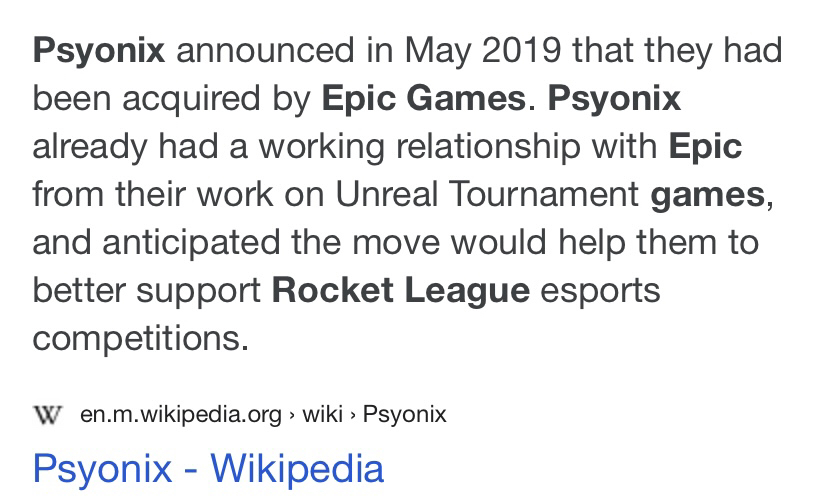 Psyonix announced in May 2019 that they had
been acquired by Epic Games. Psyonix
already had a working relationship with Epic
from their work on Unreal Tournament games,
and anticipated the move would help them to
better support Rocket League esports
competitions.
W en.m.wikipedia.org › wiki › Psyonix
Psyonix - Wikipedia